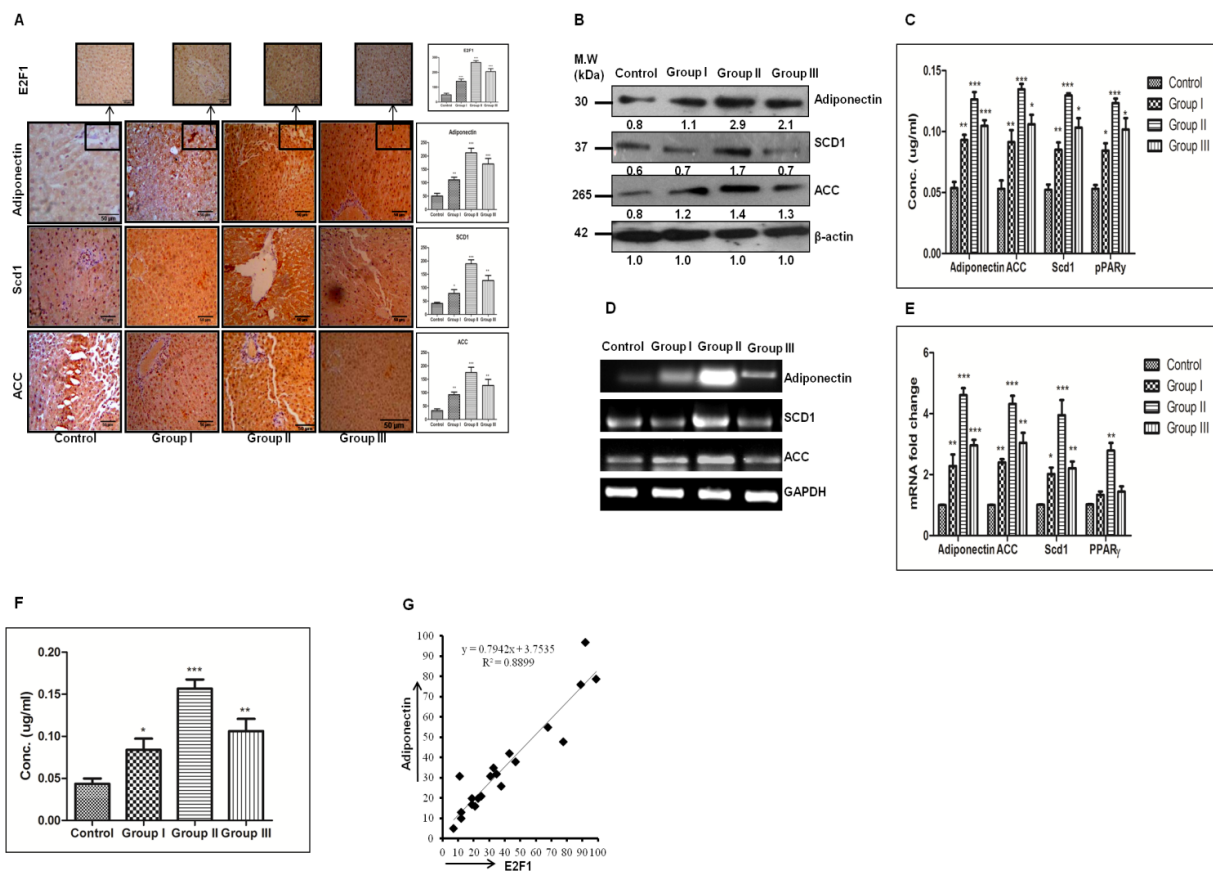 A
E2F1
E2F1
Adiponectin
Adiponectin
50 µm
Scd1
SCD1
ACC
ACC
50 µm
Control Group I Group II Group III
B
M.W
(kDa)
Control Group I Group II Group III
30 Adiponectin
0.8 1.1 2.9 2.1
37 SCD1
0.6 0.7 1.7 0.7
265 ACC
0.8 1.2 1.4 1.3
42 β-actin
1.0 1.0 1.0 1.0
C
Conc. (ug/ml)
0.15
0.10
0.05
0.00
** *** *** ** *** * ** *** * * *** *
Adiponectin ACC Scd1 pPARγ
Control
Group I
Group II
Group III
D
Control Group I Group II Group III
Adiponectin
SCD1
ACC
GAPDH
E
mRNA fold change
6
4
2
0
** *** *** ** *** ** * *** ** **
Adiponectin ACC Scd1 PPARγ
Control
Group I
Group II
Group III
F
Conc. (ug/ml)
0.20
0.15
0.10
0.05
0.00
* *** **
Control Group I Group II Group III
G
Adiponectin
y = 0.7942x + 3.7535
R² = 0.8899
100
90
80
70
60
50
40
30
20
10
0
0 10 20 30 40 50 60 70 80 90 100
E2F1